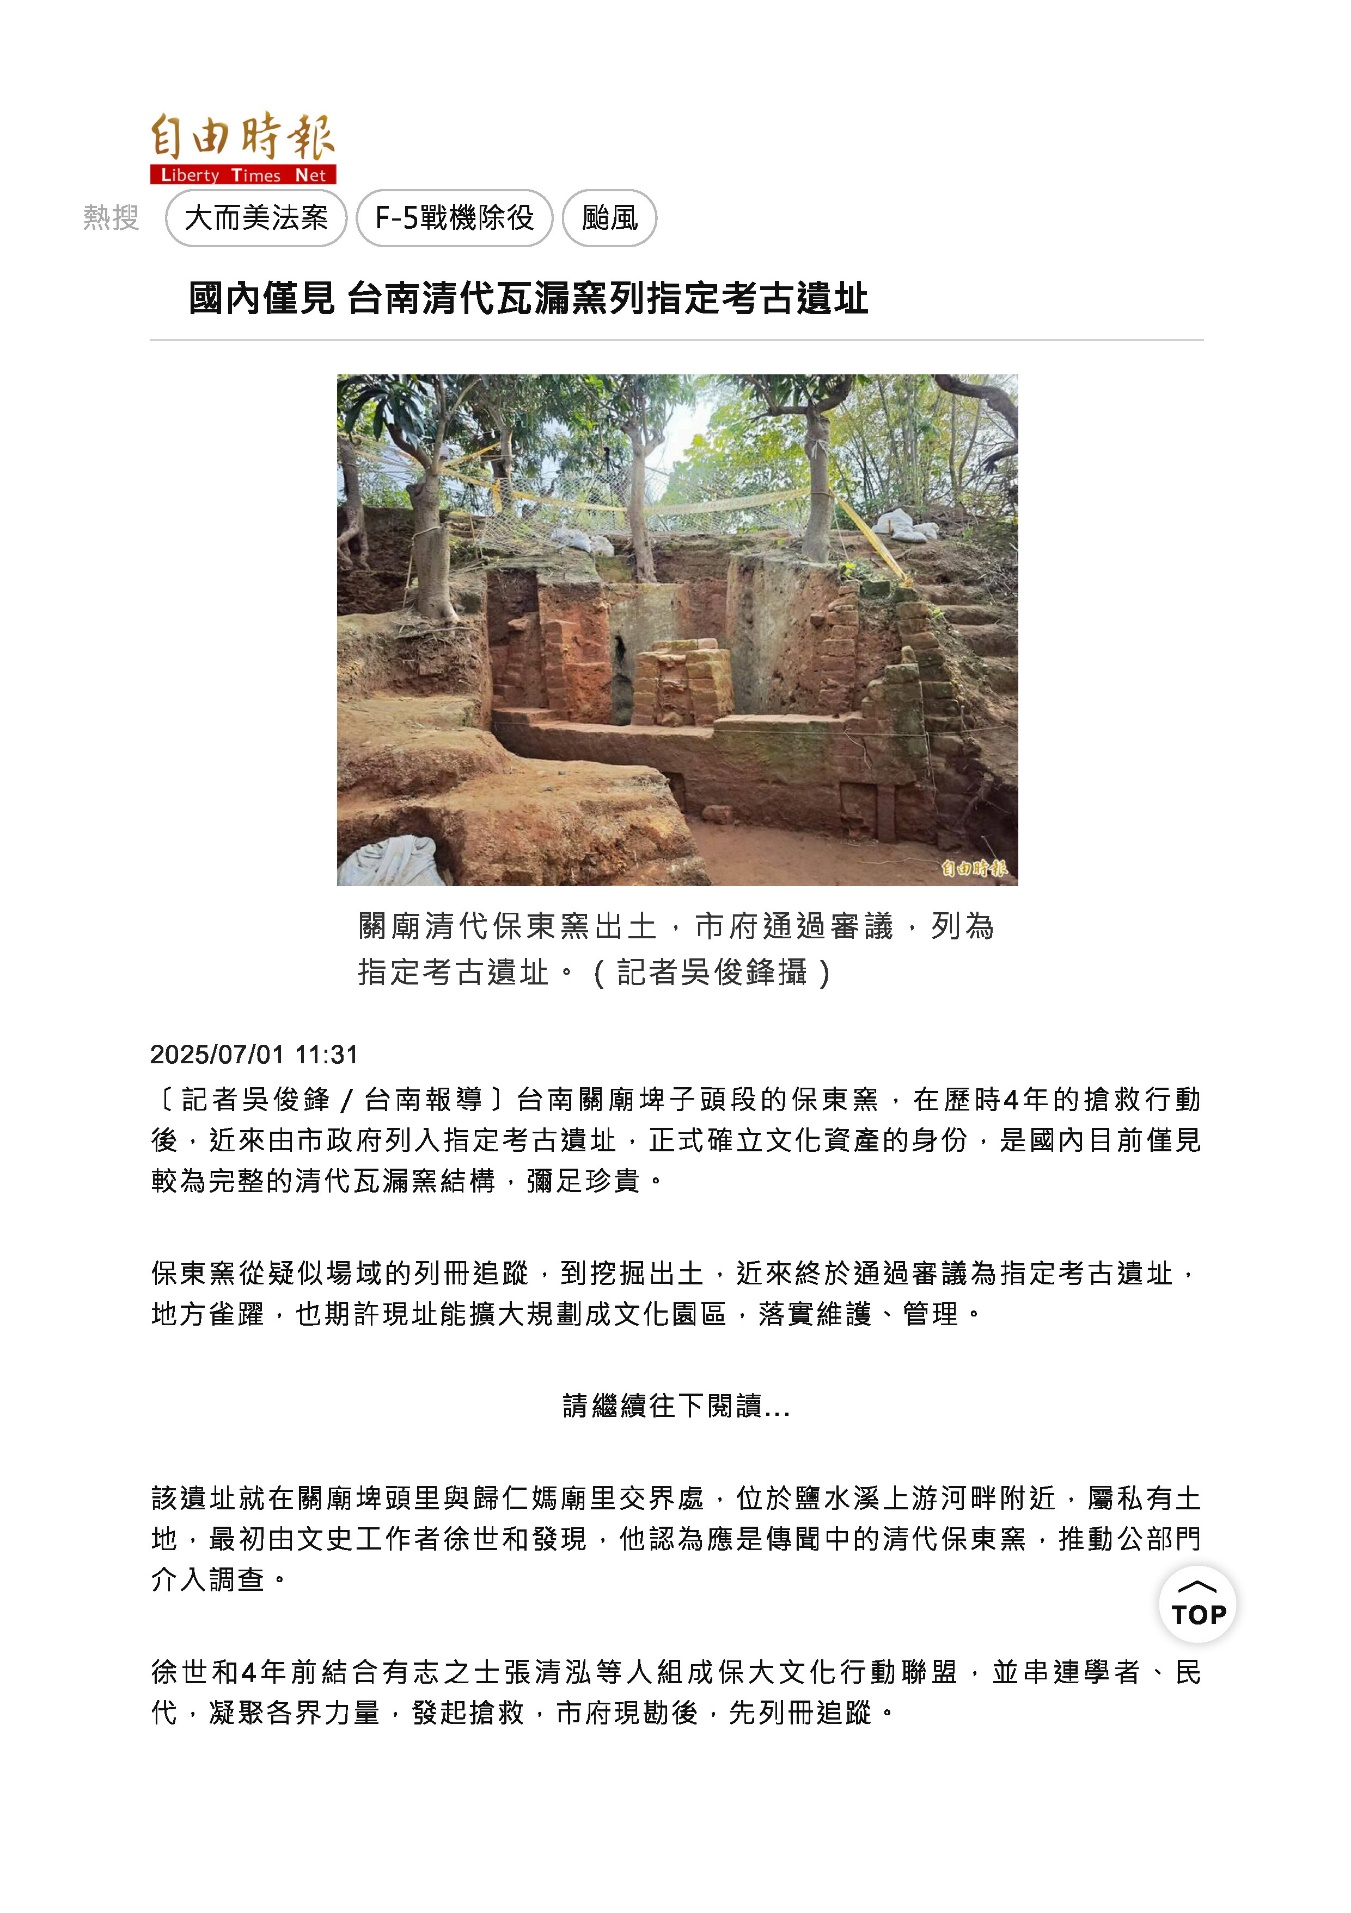 自由時報
Liberty Times Net
熱搜 大而美法案 F-5戰機除役 颱風
國內僅見 台南清代瓦漏窯列指定考古遺址
自由時報
關廟清代保東窯出土，市府通過審議，列為
指定考古遺址。（記者吳俊鋒攝）
2025/07/01 11:31
〔記者吳俊鋒／台南報導〕台南關廟埤子頭段的保東窯，在歷時4年的搶救行動
後，近來由市政府列入指定考古遺址，正式確立文化資產的身份，是國內目前僅見
較為完整的清代瓦漏窯結構，彌足珍貴。
保東窯從疑似場域的列冊追蹤，到挖掘出土，近來終於通過審議為指定考古遺址，
地方雀躍，也期許現址能擴大規劃成文化園區，落實維護、管理。
請繼續往下閱讀...
該遺址就在關廟埤頭里與歸仁媽廟里交界處，位於鹽水溪上游河畔附近，屬私有土
地，最初由文史工作者徐世和發現，他認為應是傳聞中的清代保東窯，推動公部門
介入調查。
TOP
徐世和4年前結合有志之士張清泓等人組成保大文化行動聯盟，並串連學者、民
代，凝聚各界力量，發起搶救，市府現勘後，先列冊追蹤。